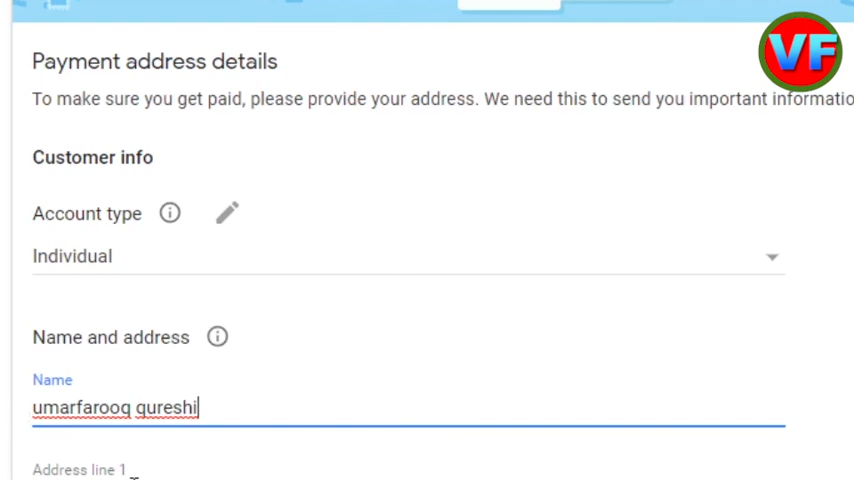 VF
Payment address details
To make sure you get paid, please provide your address. We need this to send you important informatio
Customer info
Account type
Individual
Name and address
Name
umarfarooq qureshi
Address line 1